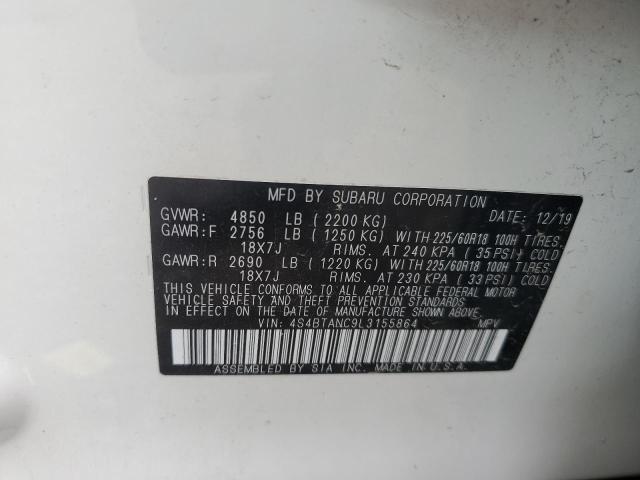 MFD BY SUBARU CORPORATION
GVWR: 4850 LB (2200 KG) DATE: 12/19
GAWR:F 2756 LB (1250 KG) WITH 225/60R18 100H TIRES.
18X7J RIMS. AT 240 KPA (35 PSI) COLD
GAWR:R 2690 LB (1220 KG) WITH 225/60R18 100H TIRES.
18X7J RIMS. AT 230 KPA (33 PSI) COLD
THIS VEHICLE CONFORMS TO ALL APPLICABLE FEDERAL MOTOR
VEHICLE SAFETY AND THEFT PREVENTION STANDARDS
IN EFFECT ON THE DATE OF MANUFACTURE SHOWN ABOVE.
VIN: 4S4BTANC9L3155864 MPV
ASSEMBLED BY SIA INC. MADE IN U.S.A.